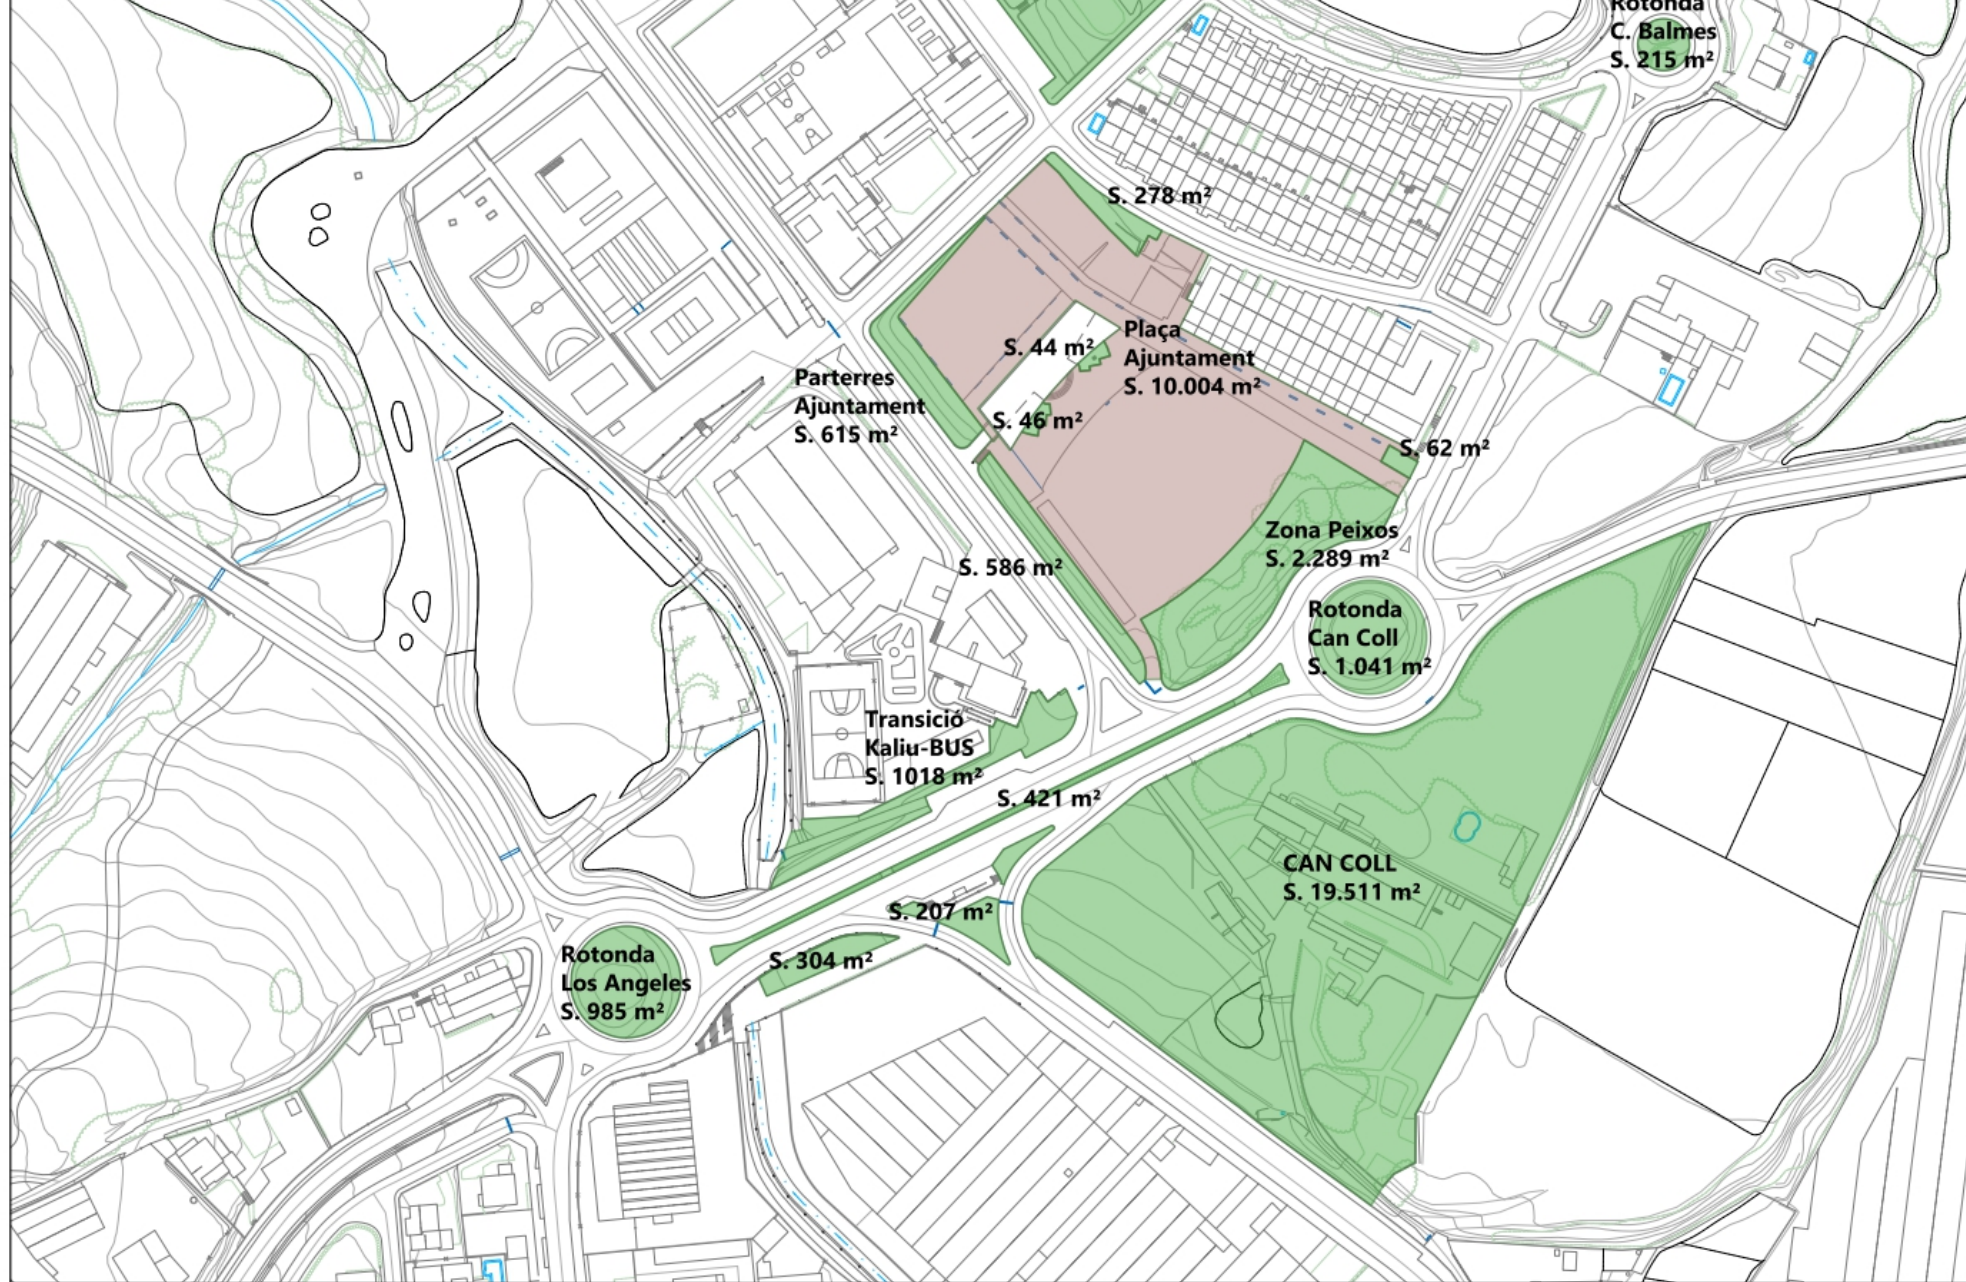 Rotonda
C. Balmes
S. 215 m²
S. 278 m²
Plaça
Ajuntament
S. 10.004 m²
S. 44 m²
Parterres
Ajuntament
S. 615 m²
S. 46 m²
S. 62 m²
Zona Peixos
S. 2.289 m²
S. 586 m²
Rotonda
Can Coll
S. 1.041 m²
Transició
Kaliu-BUS
S. 1018 m²
S. 421 m²
CAN COLL
S. 19.511 m²
S. 207 m²
S. 304 m²
Rotonda
Los Angeles
S. 985 m²